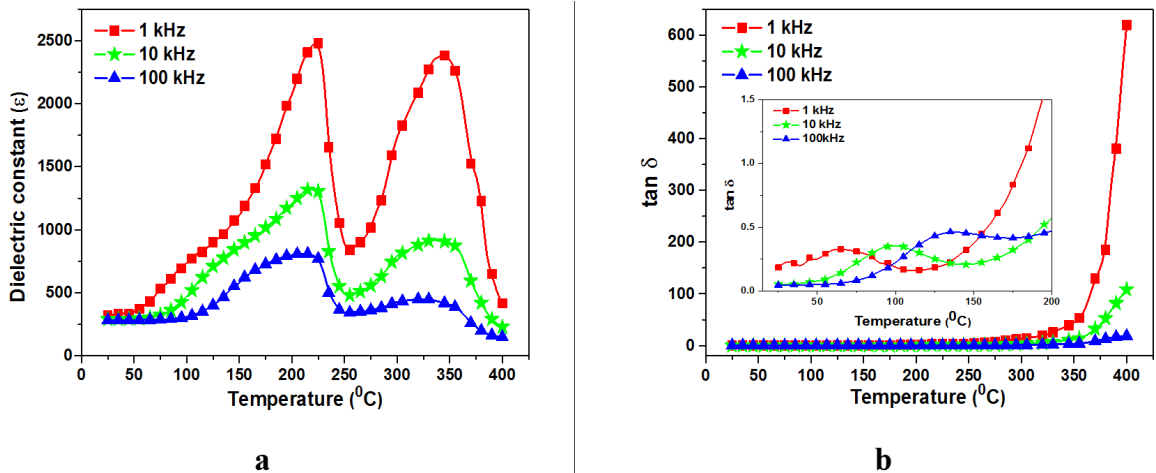 1 kHz
10 kHz
100 kHz
Dielectric constant (ε)
2500
2000
1500
1000
500
0
0 50 100 150 200 250 300 350 400
Temperature (⁰C)
a
1 kHz
10 kHz
100 kHz
tan δ
600
500
400
300
200
100
0
0 50 100 150 200 250 300 350 400
Temperature (⁰C)
1 kHz
10 kHz
100kHz
tan δ
1.5
1.0
0.5
0.0
50 100 150 200
Temperature (⁰C)
b